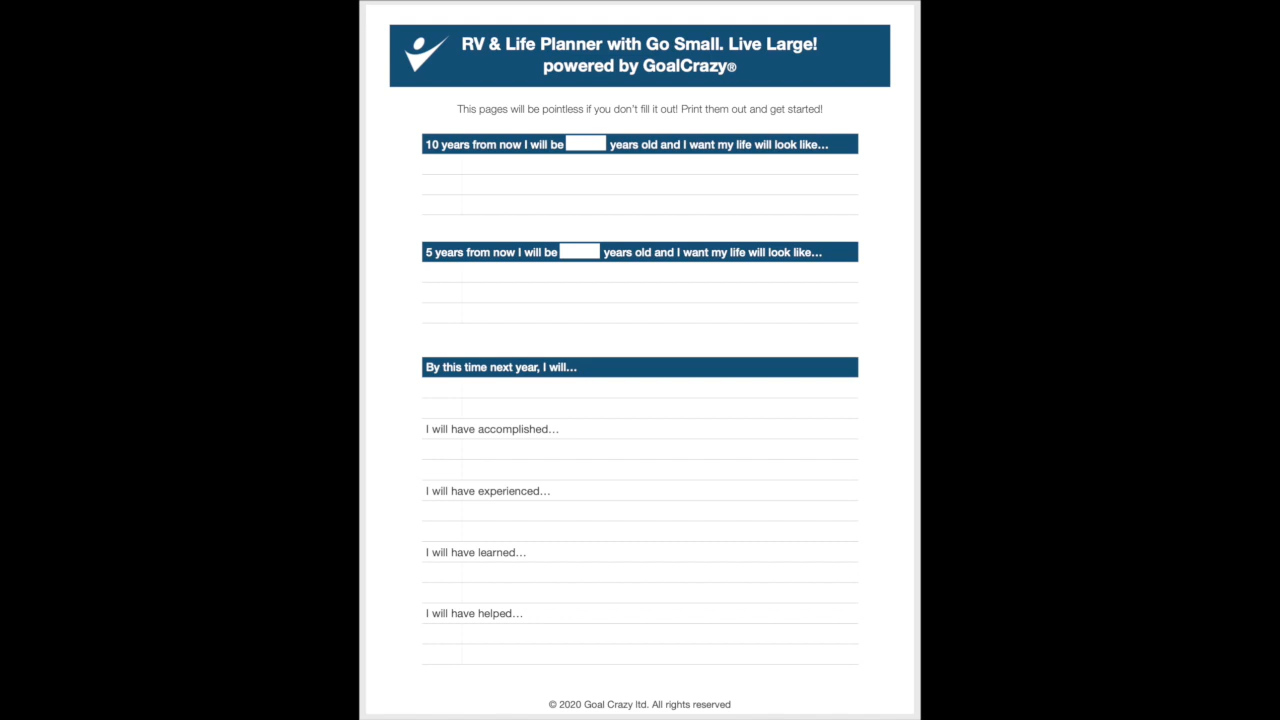 RV & Life Planner with Go Small. Live Large!
powered by GoalCrazy®
This pages will be pointless if you don't fill it out! Print them out and get started!
10 years from now I will be years old and I want my life will look like…
5 years from now I will be years old and I want my life will look like…
By this time next year, I will…
I will have accomplished…
I will have experienced…
I will have learned…
I will have helped…
© 2020 Goal Crazy ltd. All rights reserved